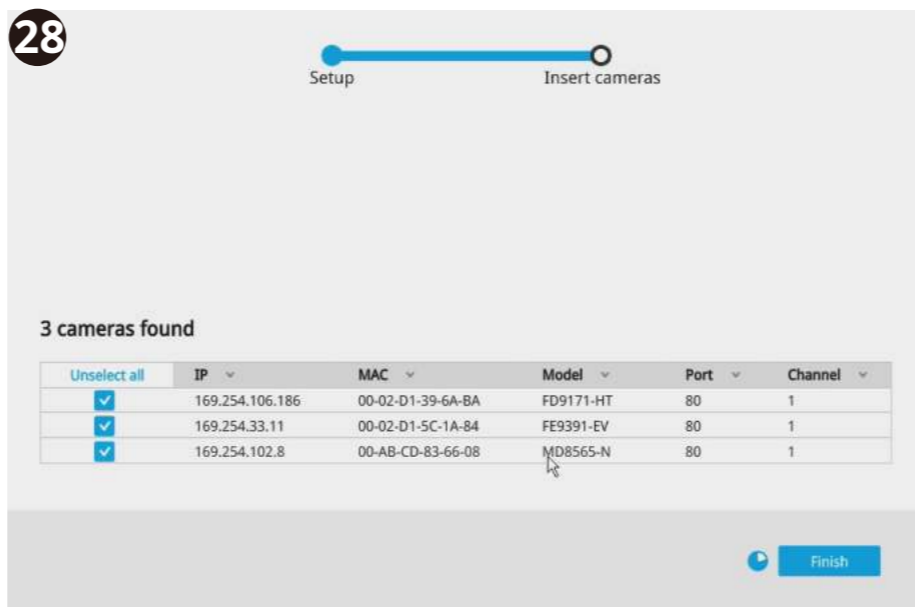 28
Setup Insert cameras
3 cameras found
Unselect all IP MAC Model Port Channel
169.254.106.186 00-02-D1-39-6A-BA FD9171-HT 80 1
169.254.33.11 00-02-D1-5C-1A-84 FE9391-EV 80 1
169.254.102.8 00-AB-CD-83-66-08 MD8565-N 80 1
Finish